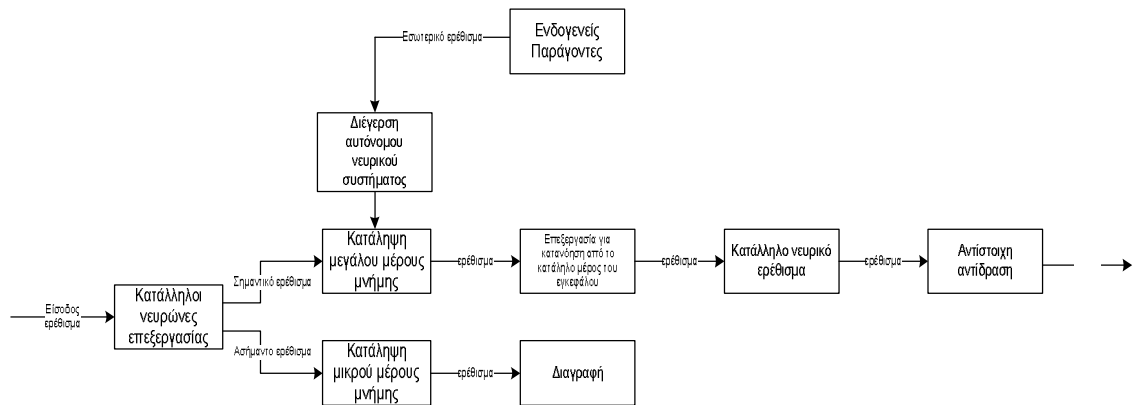 Ενδογενείς
Παράγοντες
Εσωτερικό ερέθισμα
Διέγερση
αυτόνομου
νευρικού
συστήματος
Κατάληψη
μεγάλου μέρους
μνήμης
ερέθισμα
Επεξεργασία για
κατανόηση από το
κατάληλο μέρος του
εγκεφάλου
ερέθισμα
Κατάλληλο νευρικό
ερέθισμα
ερέθισμα
Αντίστοιχη
αντίδραση
Σημαντικό ερέθισμα
Είσοδος
ερέθισμα
Κατάλληλοι
νευρώνες
επεξεργασίας
Ασήμαντο ερέθισμα
Κατάληψη
μικρού μέρους
μνήμης
ερέθισμα
Διαγραφή